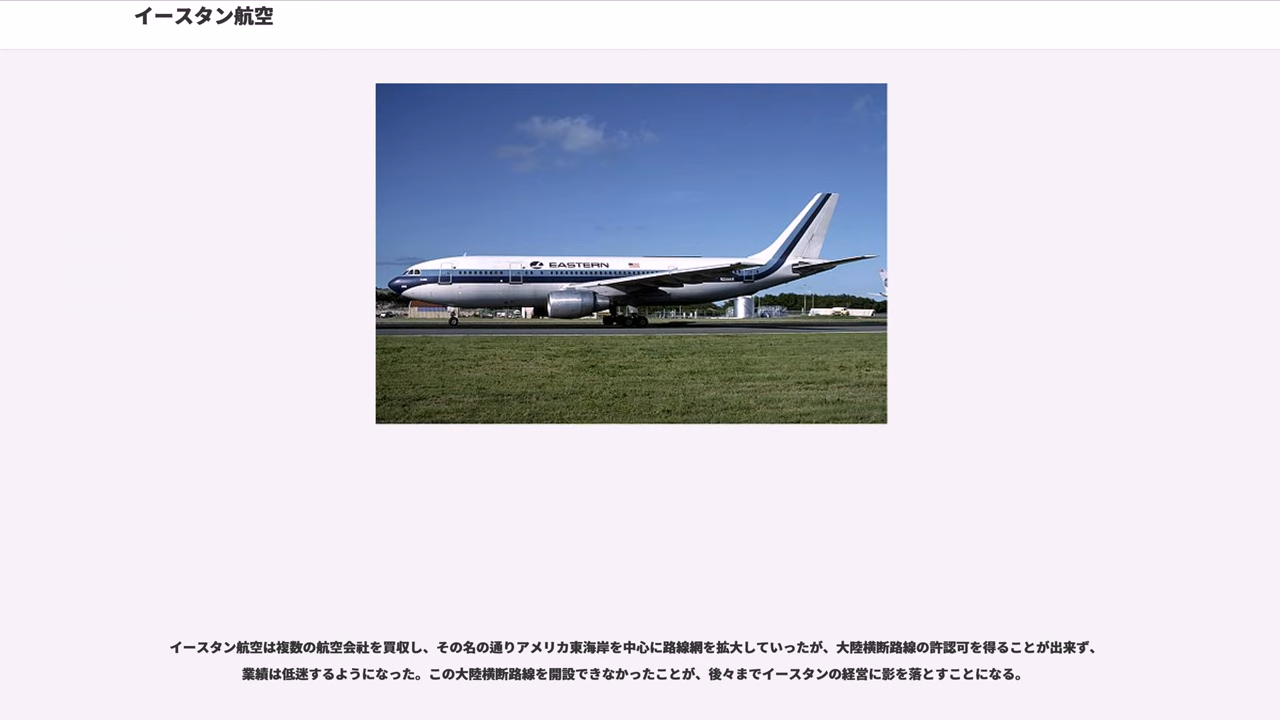 イースタン航空
EASTERN
イースタン航空は複数の航空会社を買収し、その名の通りアメリカ東海岸を中心に路線網を拡大していったが、大陸横断路線の許認可を得ることが出来ず、
業績は低迷するようになった。この大陸横断路線を開設できなかったことが、後々までイースタンの経営に影を落とすことになる。